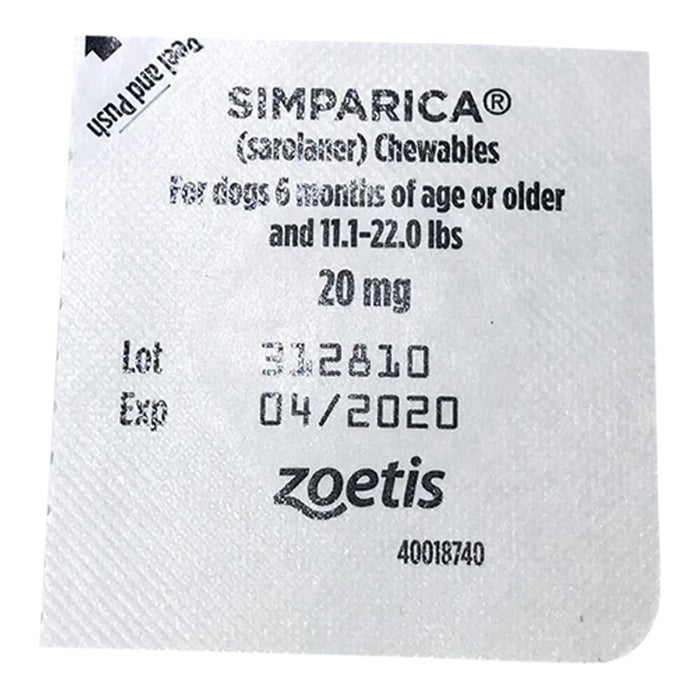 Peel and Push
SIMPARICA®
(sarolaner) Chewables
For dogs 6 months of age or older
and 11.1-22.0 lbs
20 mg
Lot 312810
Exp 04/2020
zoetis
40018740